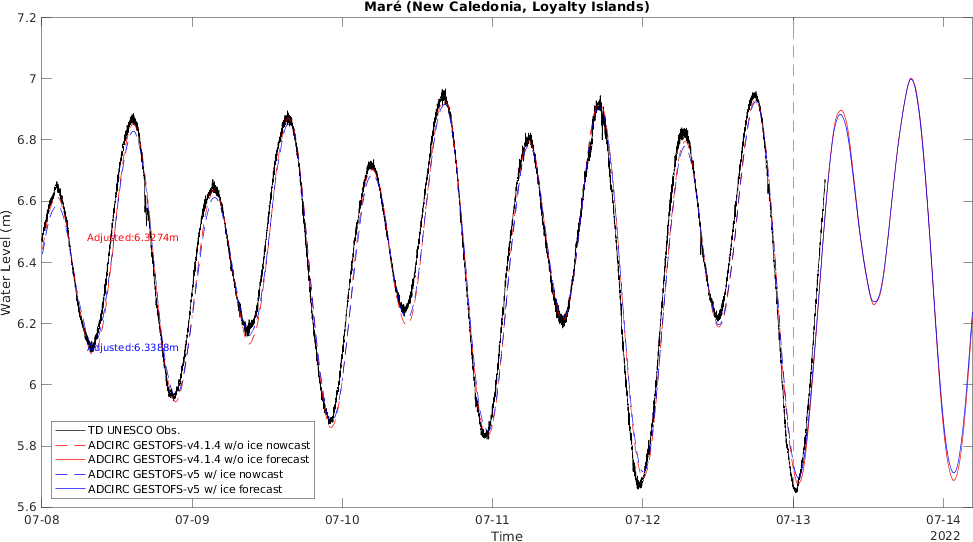 Maré (New Caledonia, Loyalty Islands)
7.2
7
6.8
6.6
6.4
6.2
6
5.8
5.6
Water Level (m)
Adjusted:6.3274m
Adjusted:6.3388m
TD UNESCO Obs.
ADCIRC GESTOFS-v4.1.4 w/o ice nowcast
ADCIRC GESTOFS-v4.1.4 w/o ice forecast
ADCIRC GESTOFS-v5 w/ ice nowcast
ADCIRC GESTOFS-v5 w/ ice forecast
07-08 07-09 07-10 07-11 07-12 07-13 07-14
Time
2022